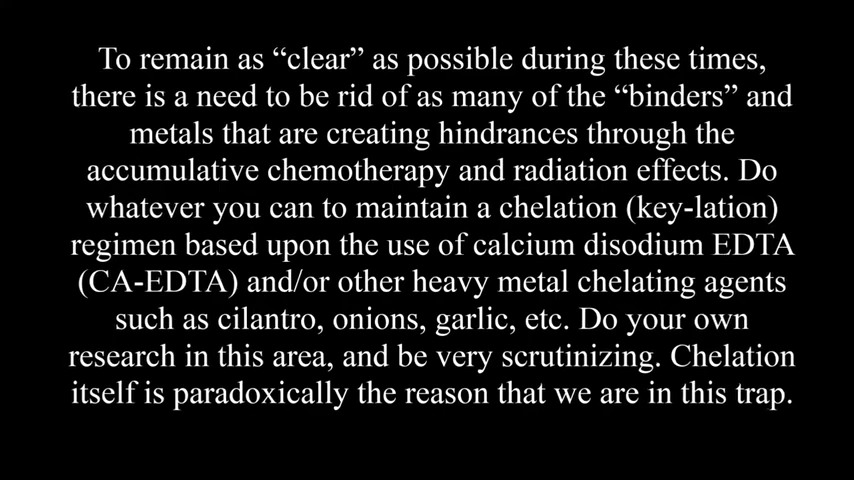 To remain as “clear” as possible during these times,
there is a need to be rid of as many of the “binders” and
metals that are creating hindrances through the
accumulative chemotherapy and radiation effects. Do
whatever you can to maintain a chelation (key-lation)
regimen based upon the use of calcium disodium EDTA
(CA-EDTA) and/or other heavy metal chelating agents
such as cilantro, onions, garlic, etc. Do your own
research in this area, and be very scrutinizing. Chelation
itself is paradoxically the reason that we are in this trap.